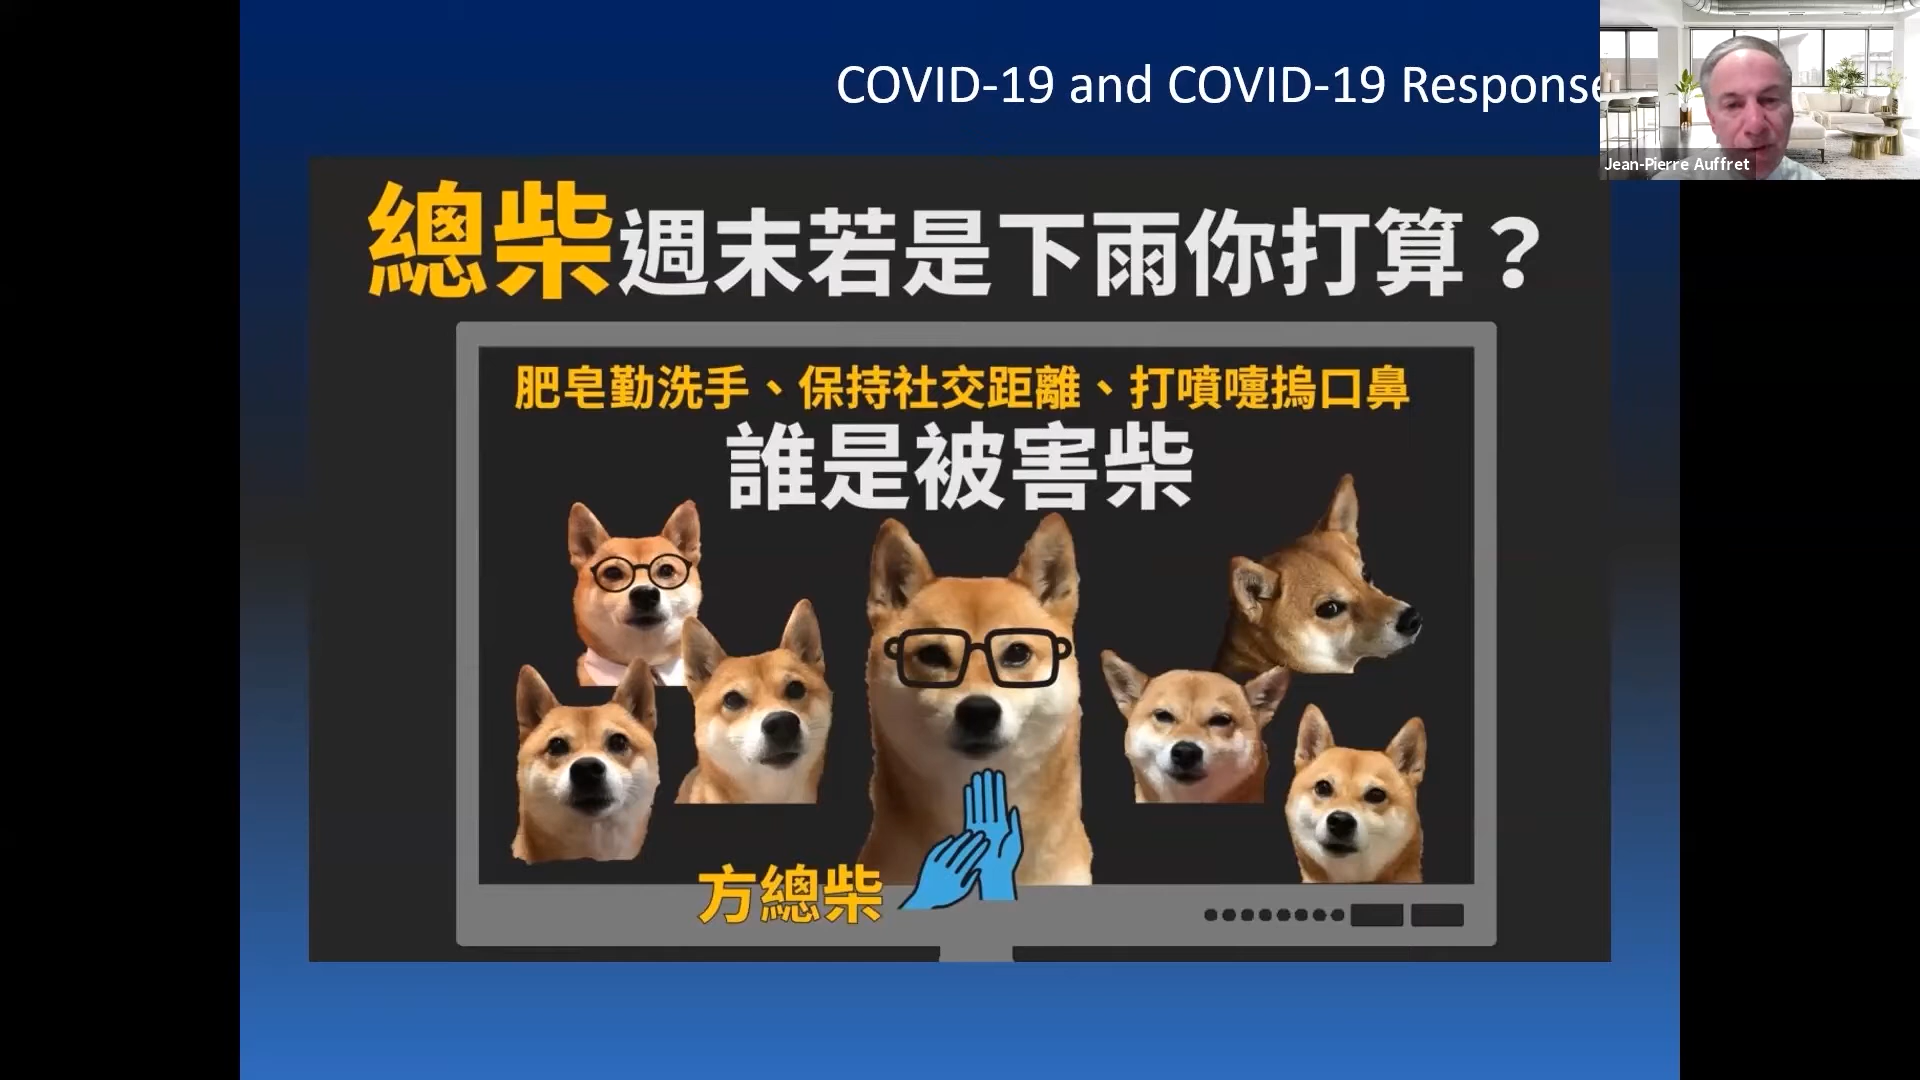 COVID-19 and COVID-19 Respons
Jean-Pierre Auffret
總柴週末若是下雨你打算？
肥皂勤洗手、保持社交距離、打噴嚏摀口鼻
誰是被害柴
方總柴